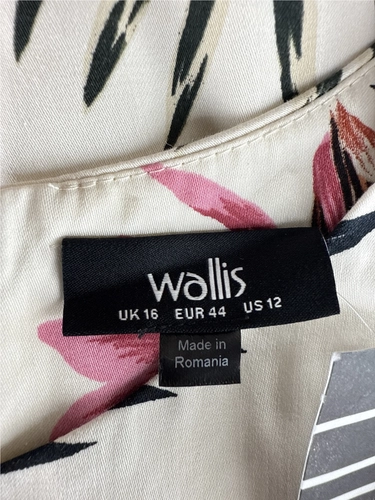 wallis
UK 16 EUR 44 US 12
Made in
Romania